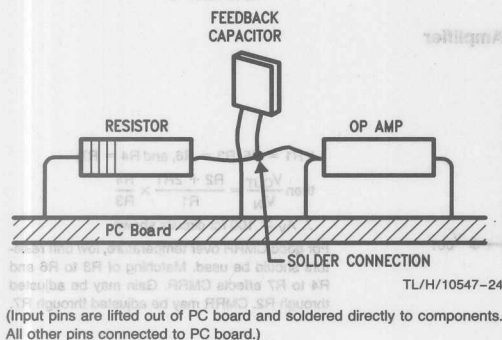 FEEDBACK
CAPACITOR
RESISTOR
OP AMP
PC Board
SOLDER CONNECTION
TL/H/10547–24
(Input pins are lifted out of PC board and soldered directly to components.
All other pins connected to PC board.)